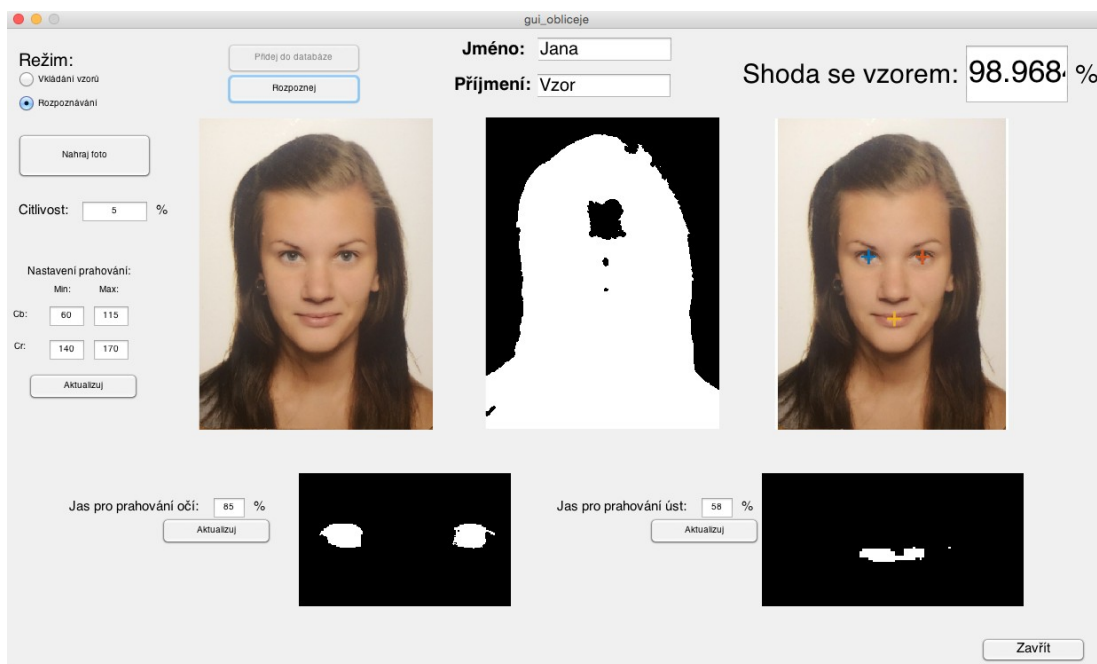 gui_obliceje
Režim:
Vkládání vzorů
Rozpoznávání
Přidej do databáze
Rozpoznej
Jméno: Jana
Příjmení: Vzor
Shoda se vzorem: 98.968 %
Nahraj foto
Citlivost: 5 %
Nastavení prahování:
Min: Max:
Cb: 60 115
Cr: 140 170
Aktualizuj
Jas pro prahování očí: 85 %
Aktualizuj
Jas pro prahování úst: 58 %
Aktualizuj
Zavřít